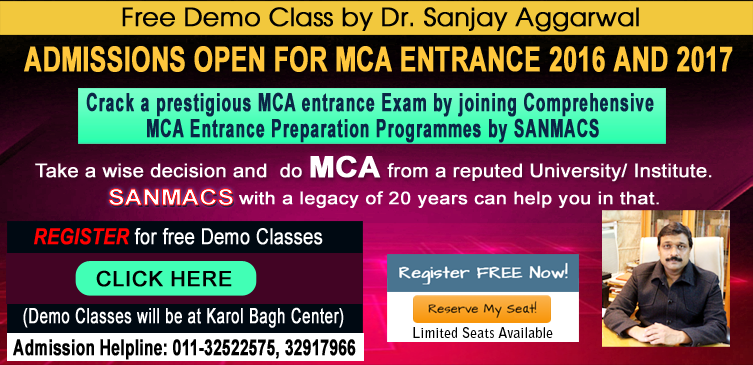 Free Demo Class by Dr. Sanjay Aggarwal
ADMISSIONS OPEN FOR MCA ENTRANCE 2016 AND 2017
Crack a prestigious MCA entrance Exam by joining Comprehensive
MCA Entrance Preparation Programmes by SANMACS
Take a wise decision and do MCA from a reputed University/ Institute.
SANMACS with a legacy of 20 years can help you in that.
REGISTER for free Demo Classes
CLICK HERE
(Demo Classes will be at Karol Bagh Center)
Admission Helpline: 011-32522575, 32917966
Register FREE Now!
Reserve My Seat!
Limited Seats Available